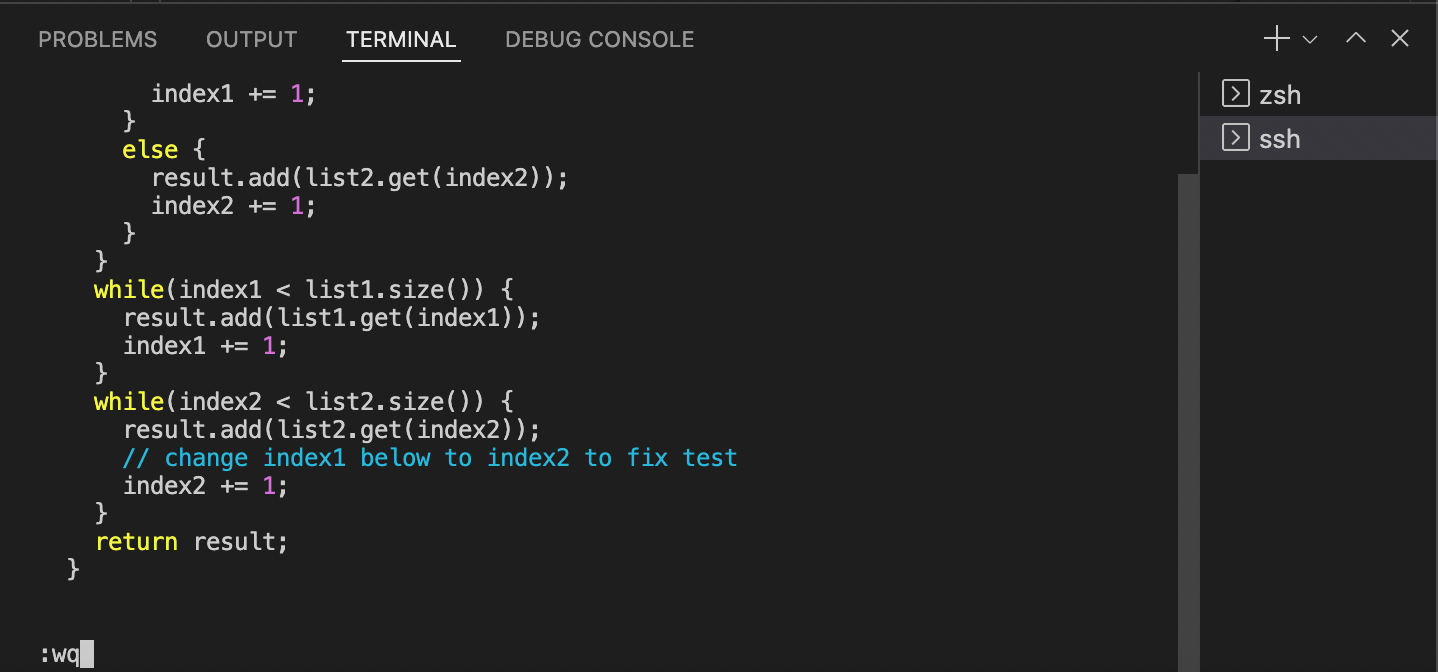 PROBLEMS OUTPUT TERMINAL DEBUG CONSOLE
index1 += 1;
}
else {
result.add(list2.get(index2));
index2 += 1;
}
}
while(index1 < list1.size()) {
result.add(list1.get(index1));
index1 += 1;
}
while(index2 < list2.size()) {
result.add(list2.get(index2));
// change index1 below to index2 to fix test
index2 += 1;
}
return result;
}
:wq
zsh
ssh